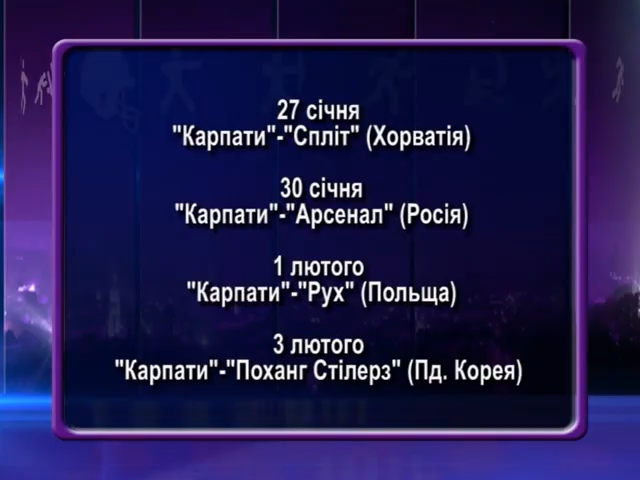 27 січня
"Карпати"-"Спліт" (Хорватія)
30 січня
"Карпати"-"Арсенал" (Росія)
1 лютого
"Карпати"-"Рух" (Польща)
3 лютого
"Карпати"-"Поханг Стілерз" (Пд. Корея)